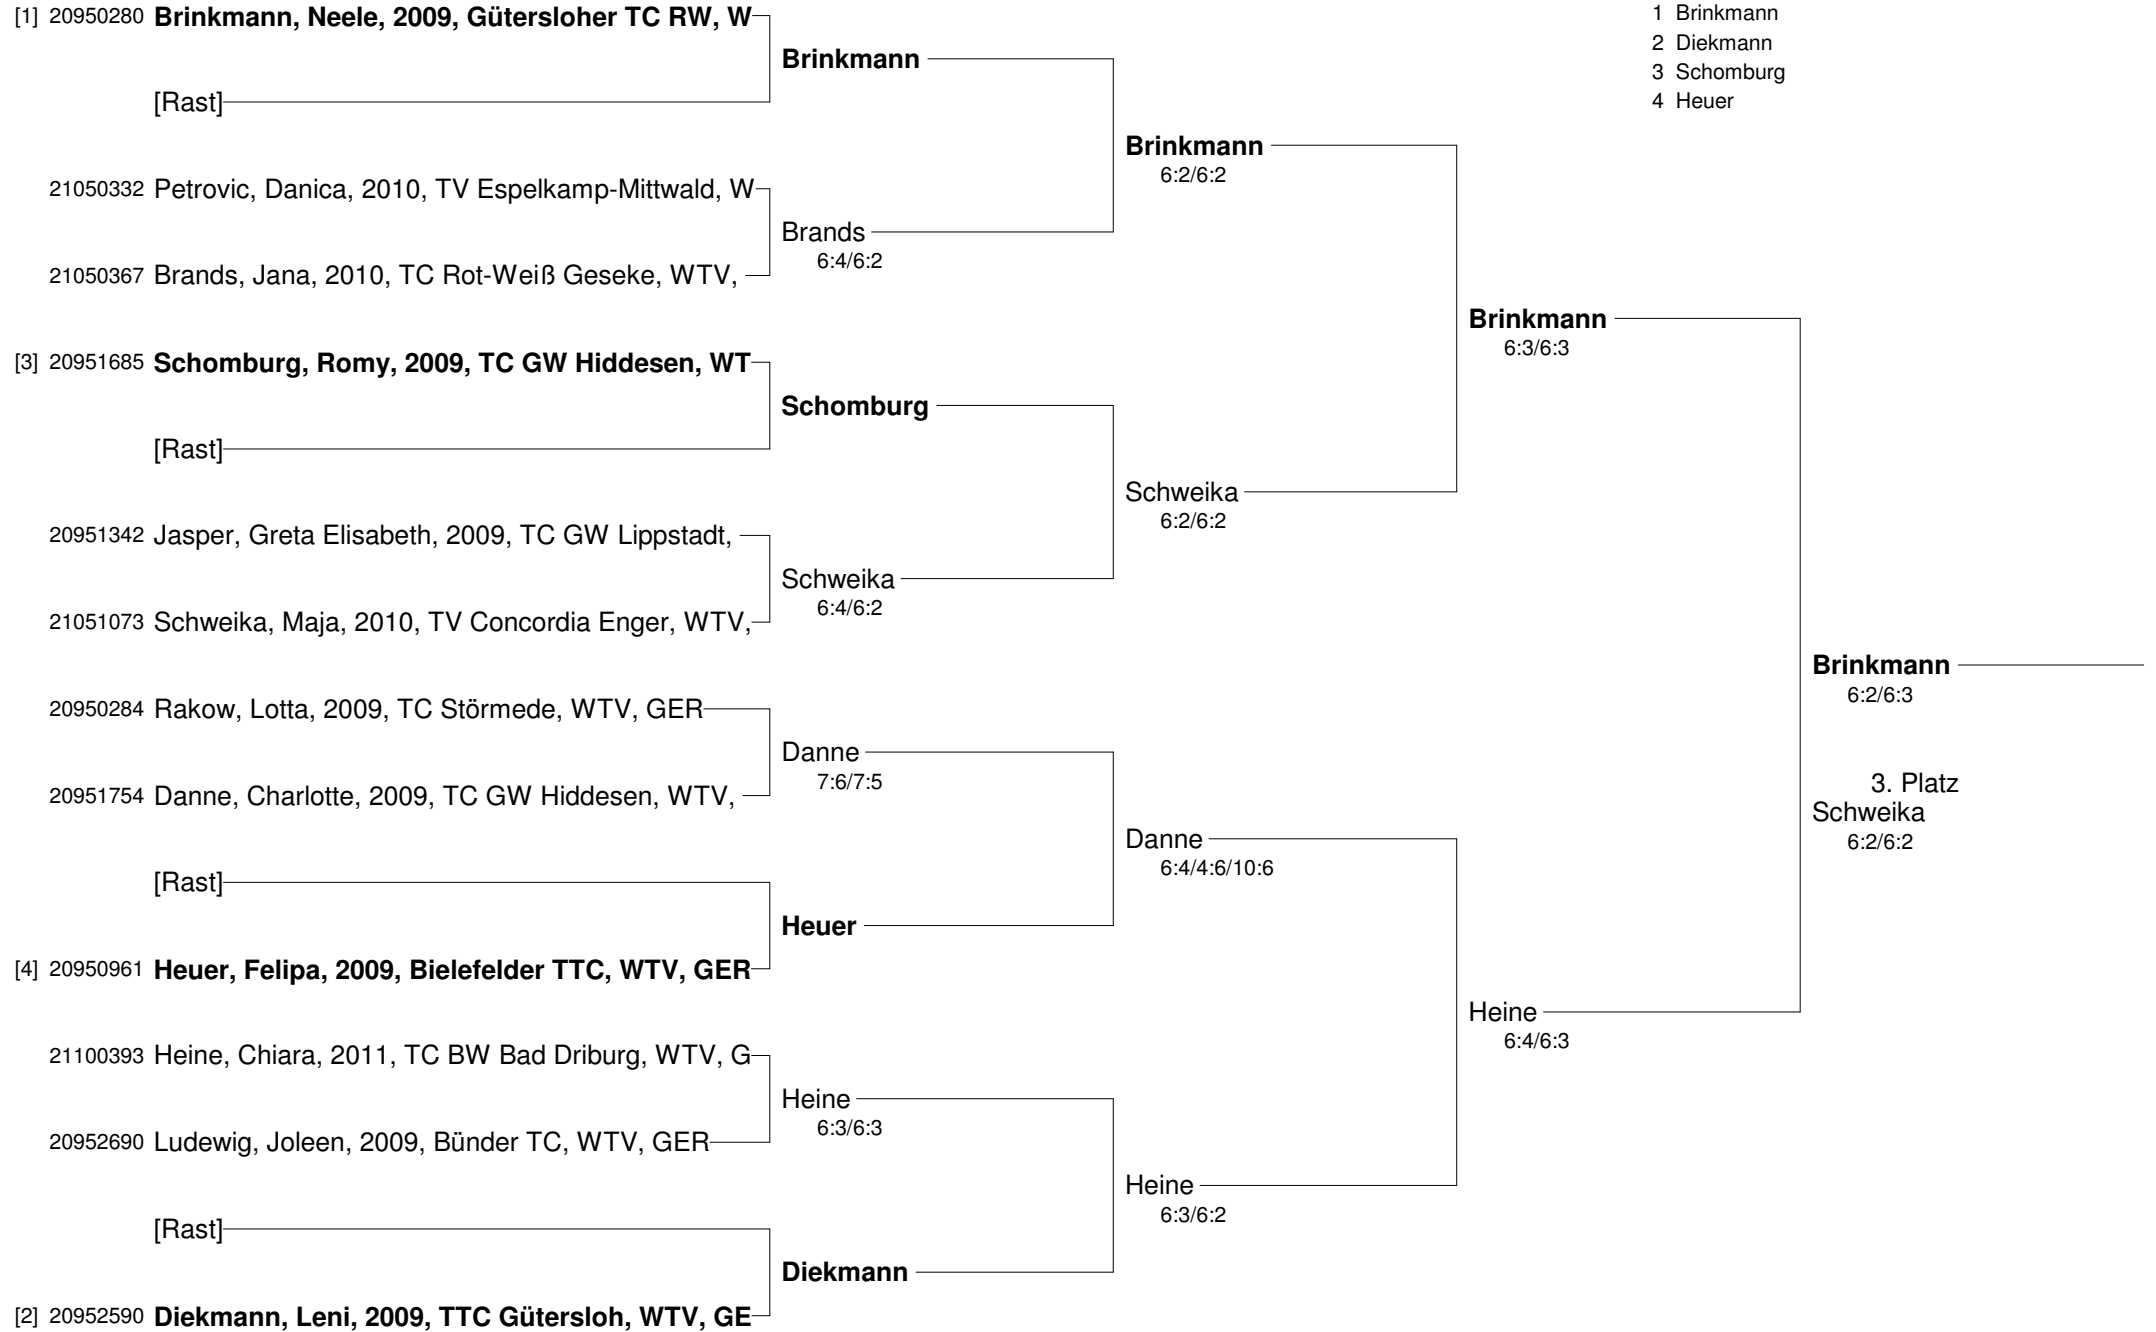 [1] 20950280 Brinkmann, Neele, 2009, Gütersloher TC RW, W
[Rast]
21050332 Petrovic, Danica, 2010, TV Espelkamp-Mittwald, W
21050367 Brands, Jana, 2010, TC Rot-Weiß Geseke, WTV,
[3] 20951685 Schomburg, Romy, 2009, TC GW Hiddesen, WT
[Rast]
20951342 Jasper, Greta Elisabeth, 2009, TC GW Lippstadt,
21051073 Schweika, Maja, 2010, TV Concordia Enger, WTV,
20950284 Rakow, Lotta, 2009, TC Störmede, WTV, GER
20951754 Danne, Charlotte, 2009, TC GW Hiddesen, WTV,
[Rast]
[4] 20950961 Heuer, Felipa, 2009, Bielefelder TTC, WTV, GER
21100393 Heine, Chiara, 2011, TC BW Bad Driburg, WTV, G
20952690 Ludewig, Joleen, 2009, Bünder TC, WTV, GER
[Rast]
[2] 20952590 Diekmann, Leni, 2009, TTC Gütersloh, WTV, GE
Brinkmann
Brands
6:4/6:2
Schomburg
Schweika
6:4/6:2
Danne
7:6/7:5
Heuer
Heine
6:3/6:3
Diekmann
Brinkmann
6:2/6:2
Schweika
6:2/6:2
Danne
6:4/4:6/10:6
Heine
6:3/6:2
Brinkmann
6:3/6:3
Heine
6:4/6:3
1 Brinkmann
2 Diekmann
3 Schomburg
4 Heuer
Brinkmann
6:2/6:3
3. Platz
Schweika
6:2/6:2